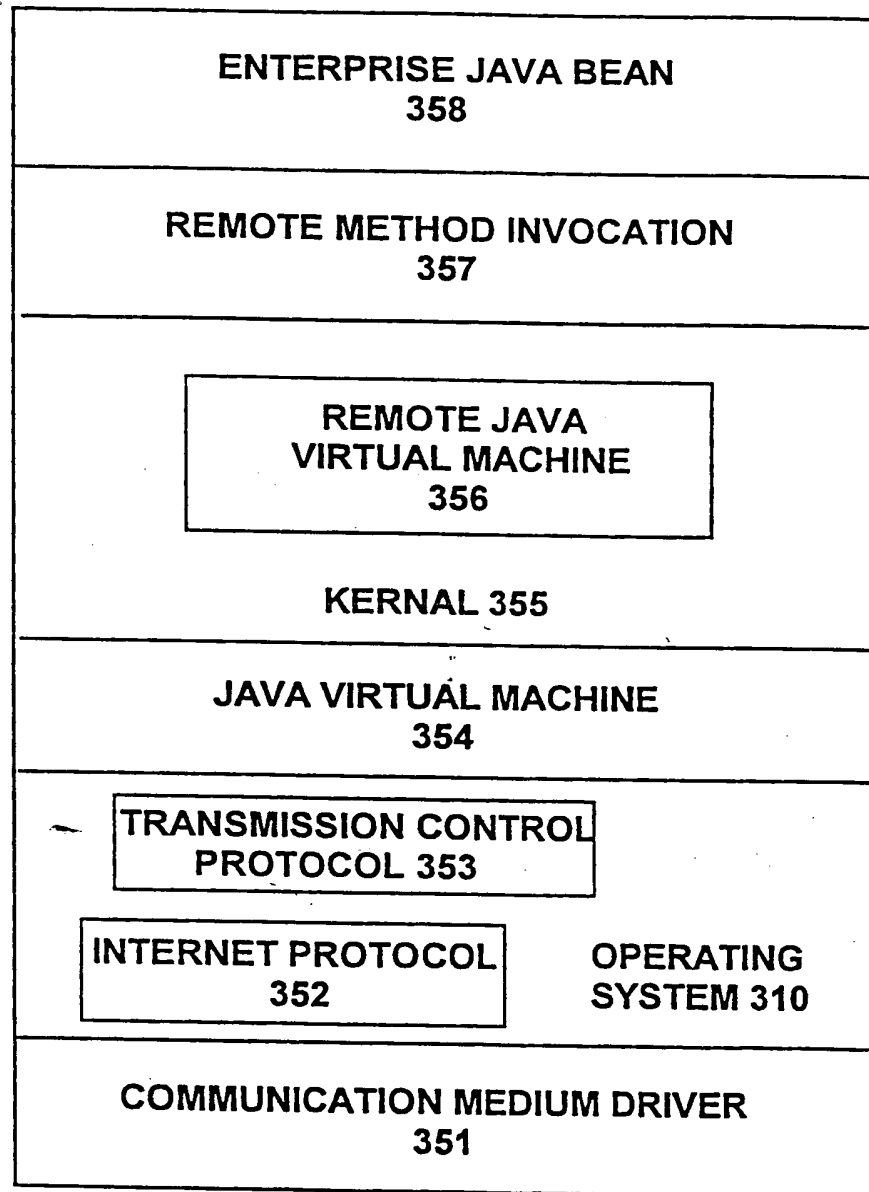 ENTERPRISE JAVA BEAN
358
REMOTE METHOD INVOCATION
357
REMOTE JAVA
VIRTUAL MACHINE
356
KERNAL 355
JAVA VIRTUAL MACHINE
354
TRANSMISSION CONTROL
PROTOCOL 353
INTERNET PROTOCOL
352
OPERATING
SYSTEM 310
COMMUNICATION MEDIUM DRIVER
351